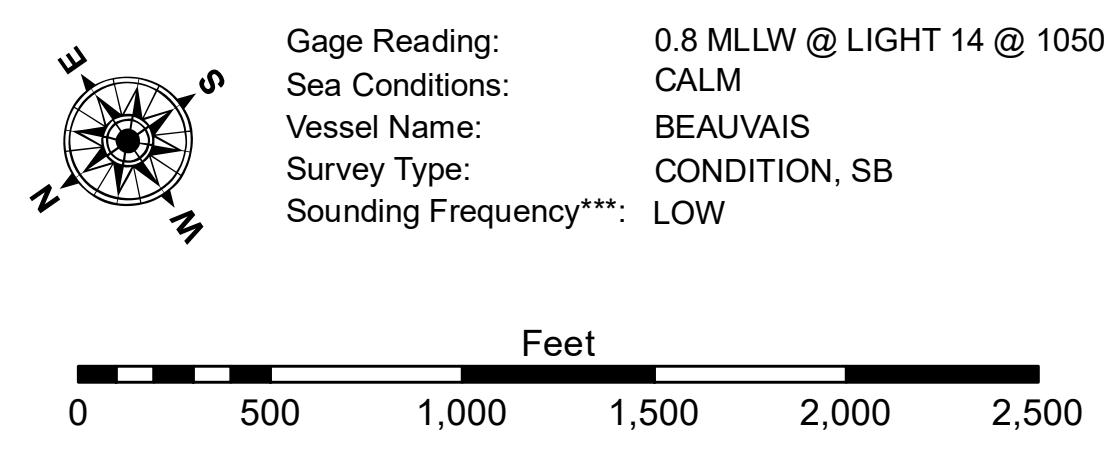 E
S
N
W
Gage Reading: 0.8 MLLW @ LIGHT 14 @ 1050
Sea Conditions: CALM
Vessel Name: BEAUVAIS
Survey Type: CONDITION, SB
Sounding Frequency***: LOW
Feet
0 500 1,000 1,500 2,000 2,500